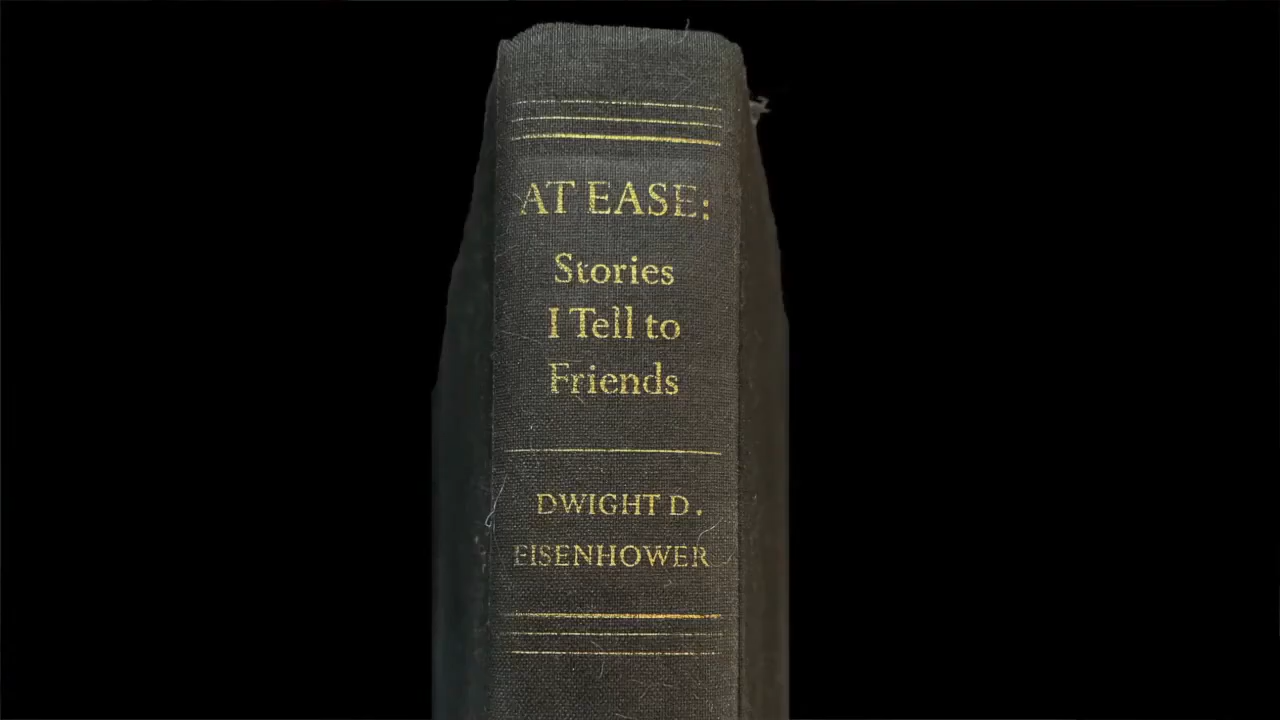 AT EASE:
Stories
I Tell to
Friends
DWIGHT D.
EISENHOWER